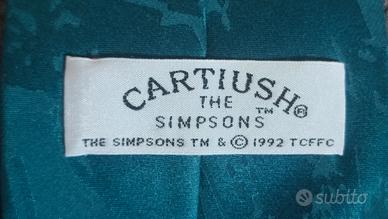 CARTIUSH®
THE
SIMPSONS™
THE SIMPSONS TM & © 1992 TCFFC
subito